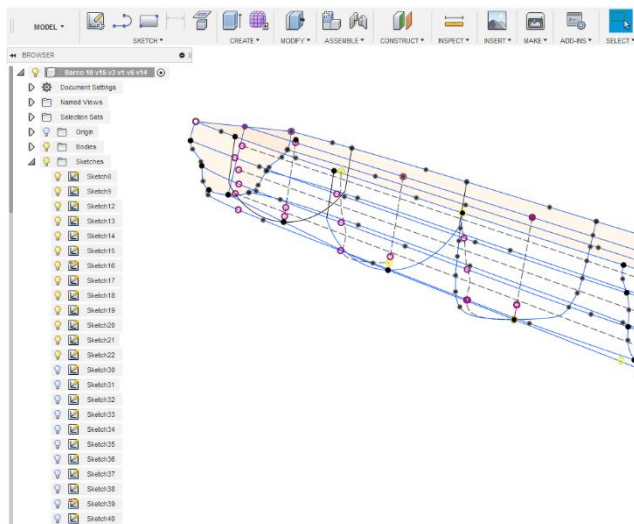 MODEL ▾
SKETCH ▾
CREATE ▾
MODIFY ▾
ASSEMBLE ▾
CONSTRUCT ▾
INSPECT ▾
INSERT ▾
MAKE ▾
ADD-INS ▾
SELECT ▾
BROWSER
Barco 18 v15 v3 v1 v6 v14
Document Settings
Named Views
Selection Sets
Origin
Bodies
Sketches
Sketch8
Sketch9
Sketch12
Sketch13
Sketch14
Sketch15
Sketch16
Sketch17
Sketch18
Sketch19
Sketch20
Sketch21
Sketch22
Sketch30
Sketch31
Sketch32
Sketch33
Sketch34
Sketch35
Sketch36
Sketch37
Sketch38
Sketch39
Sketch40